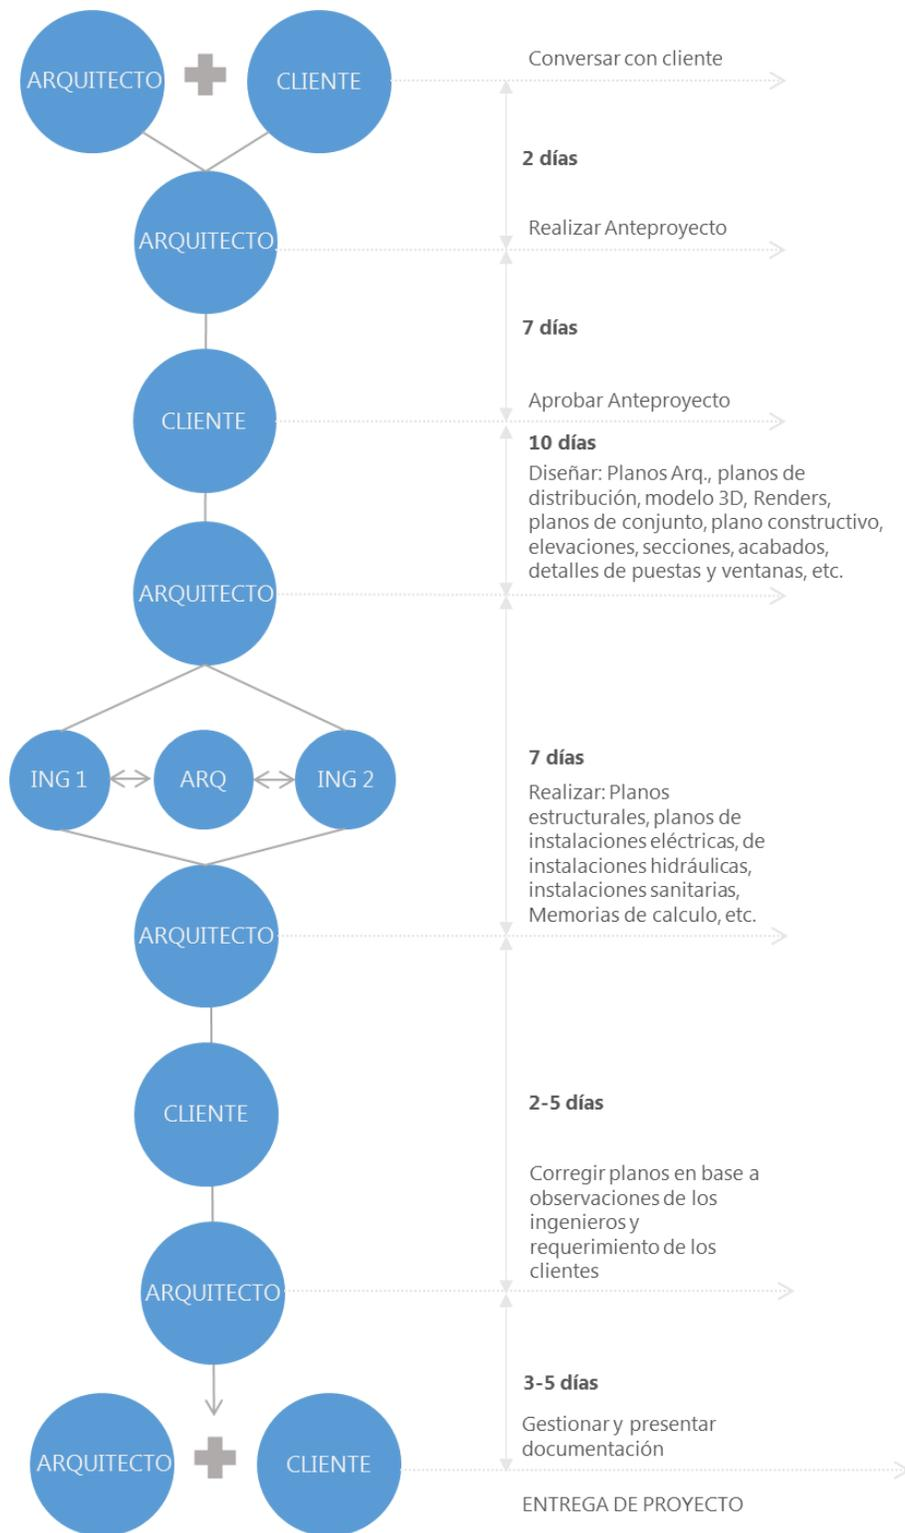 ARQUITECTO
CLIENTE
Conversar con cliente
2 días
ARQUITECTO
Realizar Anteproyecto
7 días
CLIENTE
Aprobar Anteproyecto
10 días
Diseñar: Planos Arq., planos de
distribución, modelo 3D, Renders,
planos de conjunto, plano constructivo,
elevaciones, secciones, acabados,
detalles de puestas y ventanas, etc.
ARQUITECTO
ING 1
ARQ
ING 2
7 días
Realizar: Planos
estructurales, planos de
instalaciones eléctricas, de
instalaciones hidráulicas,
instalaciones sanitarias,
Memorias de calculo, etc.
ARQUITECTO
CLIENTE
2-5 días
Corregir planos en base a
observaciones de los
ingenieros y
requerimiento de los
clientes
ARQUITECTO
3-5 días
Gestionar y presentar
documentación
ARQUITECTO
CLIENTE
ENTREGA DE PROYECTO